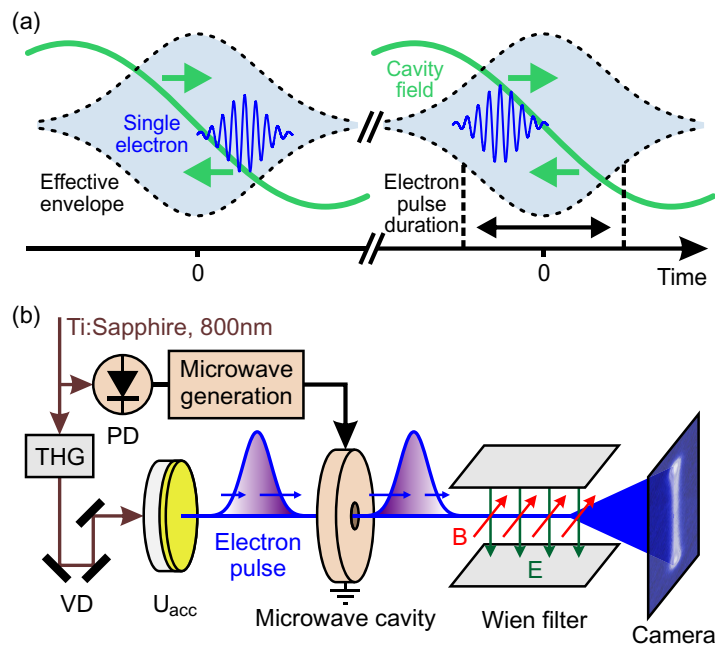 (a)
Single
electron
Effective
envelope
0
Cavity
field
Electron
pulse
duration
0
Time
(b)
Ti:Sapphire, 800nm
PD
Microwave
generation
THG
VD
U_acc
Electron
pulse
Microwave cavity
B
E
Wien filter
Camera